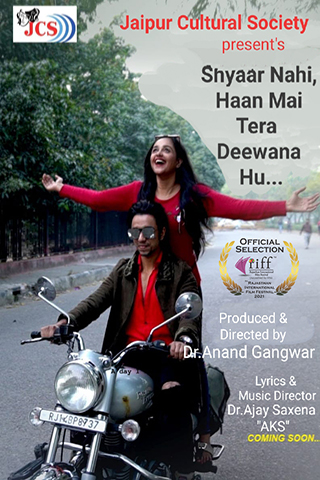 JCS
Jaipur Cultural Society
present's
Shyaar Nahi,
Haan Mai
Tera
Deewana
Hu...
OFFICIAL
SELECTION
riff
RAJASTHAN
INTERNATIONAL
FILM FESTIVAL
2021
Produced &
Directed by
Dr.Anand Gangwar
Lyrics &
Music Director
Dr.Ajay Saxena
"AKS"
COMING SOON...